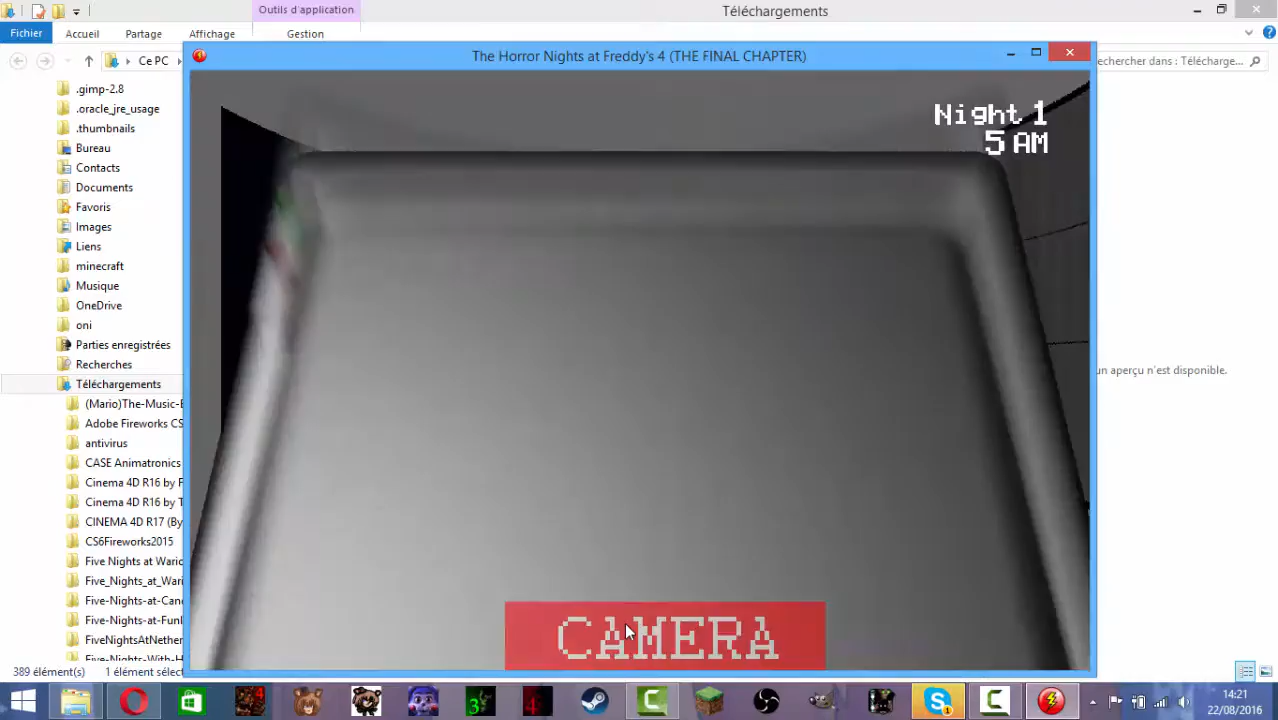 Outils d'application
Téléchargements
Fichier
Accueil
Partage
Affichage
Gestion
Ce PC
echercher dans : Télécharge...
The Horror Nights at Freddy's 4 (THE FINAL CHAPTER)
Night 1
5 AM
.gimp-2.8
.oracle_jre_usage
.thumbnails
Bureau
Contacts
Documents
Favoris
Images
Liens
minecraft
Musique
OneDrive
oni
Parties enregistrées
Recherches
Téléchargements
(Mario)The-Music-B
Adobe Fireworks CS
antivirus
CASE Animatronics
Cinema 4D R16 by F
Cinema 4D R16 by T
CINEMA 4D R17 (By
CS6Fireworks2015
Five Nights at Wario
Five_Nights_at_Wari
Five-Nights-at-Can
Five-Nights-at-Funl
FiveNightsAtNether
Five-Nights-With-H
un aperçu n'est disponible.
CAMERA
389 élément(s)
1 élément sélect
14:21
22/08/2016